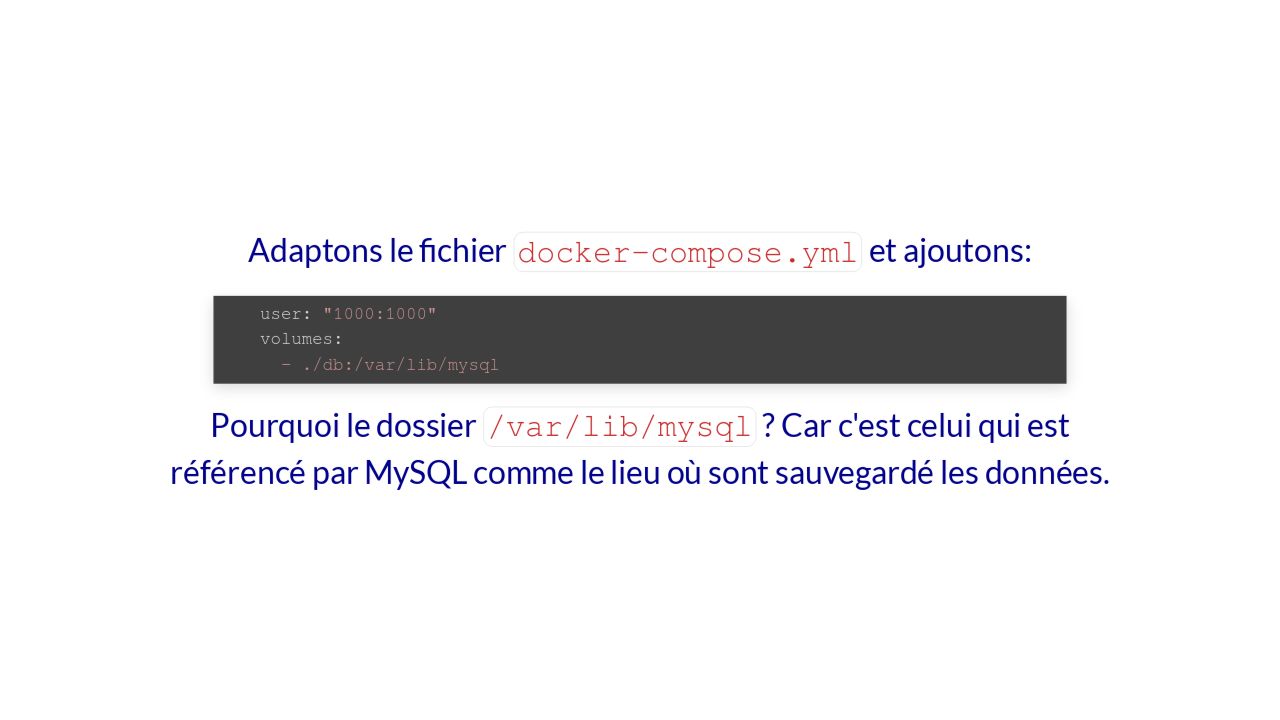 Adaptons le fichier docker-compose.yml et ajoutons:
user: "1000:1000"
volumes:
- ./db:/var/lib/mysql
Pourquoi le dossier /var/lib/mysql ? Car c'est celui qui est
référencé par MySQL comme le lieu où sont sauvegardé les données.